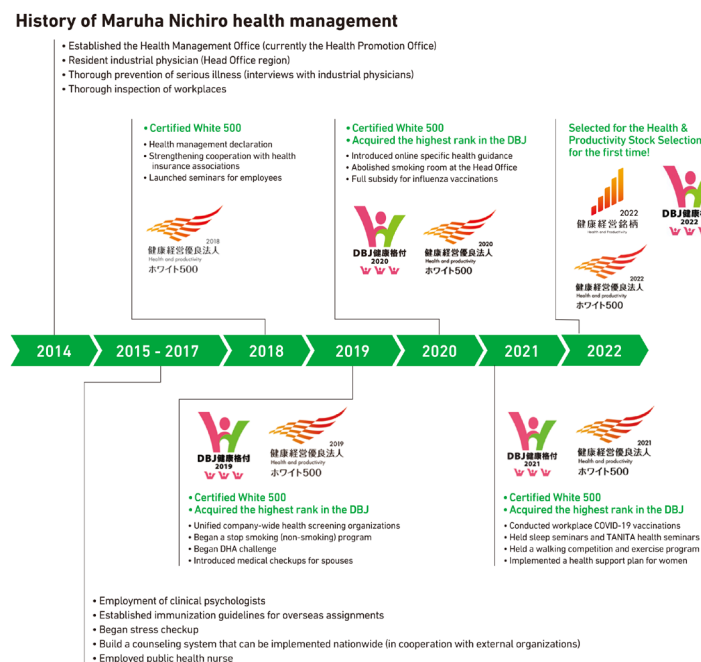 History of Maruha Nichiro health management
• Established the Health Management Office (currently the Health Promotion Office)
• Resident industrial physician (Head Office region)
• Thorough prevention of serious illness (interviews with industrial physicians)
• Thorough inspection of workplaces
• Certified White 500
• Health management declaration
• Strengthening cooperation with health
insurance associations
• Launched seminars for employees
2018
健康経営優良法人
Health and productivity
ホワイト500
• Certified White 500
• Acquired the highest rank in the DBJ
• Introduced online specific health guidance
• Abolished smoking room at the Head Office
• Full subsidy for influenza vaccinations
DBJ健康格付
2020
2020
健康経営優良法人
Health and productivity
ホワイト500
Selected for the Health &
Productivity Stock Selection
for the first time!
2022
健康経営銘柄
Health and Productivity
DBJ健康格
2022
2022
健康経営優良法人
Health and productivity
ホワイト500
2014
2015 - 2017
2018
2019
2020
2021
2022
DBJ健康格付
2019
2019
健康経営優良法人
Health and productivity
ホワイト500
• Certified White 500
• Acquired the highest rank in the DBJ
• Unified company-wide health screening organizations
• Began a stop smoking (non-smoking) program
• Began DHA challenge
• Introduced medical checkups for spouses
DBJ健康格付
2021
2021
健康経営優良法人
Health and productivity
ホワイト500
• Certified White 500
• Acquired the highest rank in the DBJ
• Conducted workplace COVID-19 vaccinations
• Held sleep seminars and TANITA health seminars
• Held a walking competition and exercise program
• Implemented a health support plan for women
• Employment of clinical psychologists
• Established immunization guidelines for overseas assignments
• Began stress checkup
• Build a counseling system that can be implemented nationwide (in cooperation with external organizations)
• Employed public health nurse